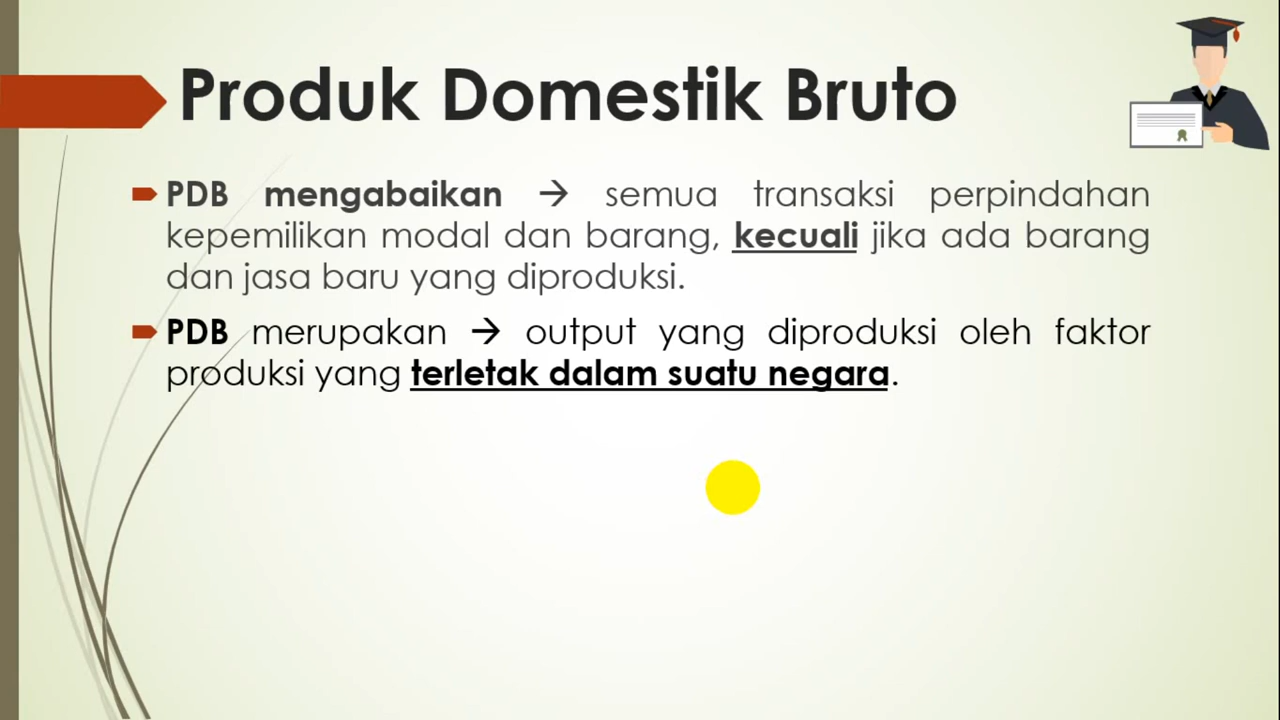 Produk Domestik Bruto
PDB mengabaikan → semua transaksi perpindahan
kepemilikan modal dan barang, kecuali jika ada barang
dan jasa baru yang diproduksi.
PDB merupakan → output yang diproduksi oleh faktor
produksi yang terletak dalam suatu negara.